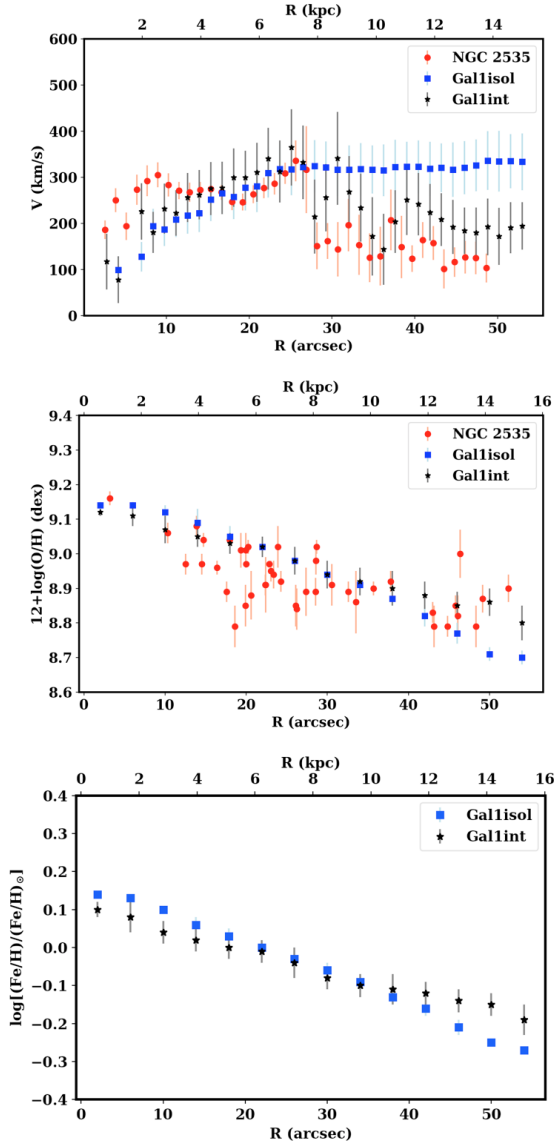 R (kpc)
2 4 6 8 10 12 14
600
500
400
300
200
100
0
V (km/s)
NGC 2535
Gal1isol
Gal1int
10 20 30 40 50
R (arcsec)
R (kpc)
0 2 4 6 8 10 12 14 16
9.4
9.3
9.2
9.1
9.0
8.9
8.8
8.7
8.6
12+log(O/H) (dex)
NGC 2535
Gal1isol
Gal1int
0 10 20 30 40 50
R (arcsec)
R (kpc)
0 2 4 6 8 10 12 14 16
0.4
0.3
0.2
0.1
0.0
−0.1
−0.2
−0.3
−0.4
log[(Fe/H)/(Fe/H)⊙]
Gal1isol
Gal1int
0 10 20 30 40 50
R (arcsec)